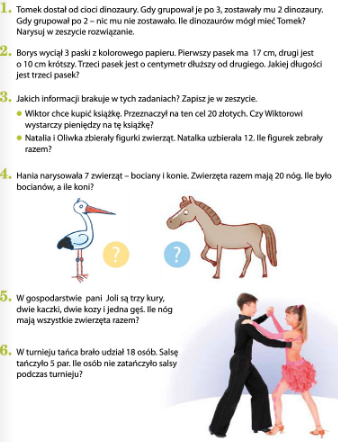 1. Tomek dostał od cioci dinozaury. Gdy grupował je po 3, zostawały mu 2 dinozaury.
Gdy grupował po 2 – nic mu nie zostawało. Ile dinozaurów mógł mieć Tomek?
Narysuj w zeszycie rozwiązanie.
2. Borys wyciął 3 paski z kolorowego papieru. Pierwszy pasek ma 17 cm, drugi jest
o 10 cm krótszy. Trzeci pasek jest o centymetr dłuższy od drugiego. Jakiej długości
jest trzeci pasek?
3. Jakich informacji brakuje w tych zadaniach? Zapisz je w zeszycie.
● Wiktor chce kupić książkę. Przeznaczył na ten cel 20 złotych. Czy Wiktorowi
wystarczy pieniędzy na tę książkę?
● Natalia i Oliwka zbierały figurki zwierząt. Natalka uzbierała 12. Ile figurek zebrały
razem?
4. Hania narysowała 7 zwierząt – bociany i konie. Zwierzęta razem mają 20 nóg. Ile było
bocianów, a ile koni?
? ?
5. W gospodarstwie pani Joli są trzy kury,
dwie kaczki, dwie kozy i jedna gęś. Ile nóg
mają wszystkie zwierzęta razem?
6. W turnieju tańca brało udział 18 osób. Salsę
tańczyło 5 par. Ile osób nie zatańczyło salsy
podczas turnieju?